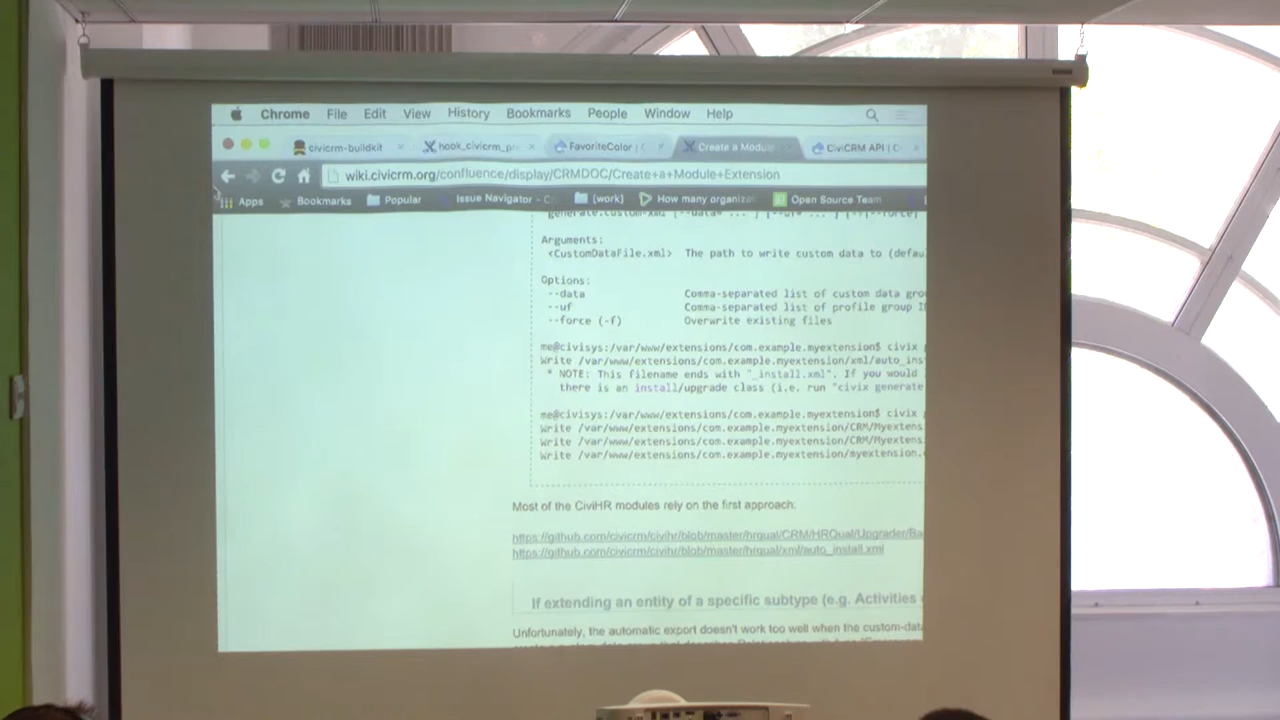 Chrome File Edit View History Bookmarks People Window Help
civicrm-buildkit hook_civicrm_pre FavoriteColor | C Create a Module CiviCRM API | C
wiki.civicrm.org/confluence/display/CRMDOC/Create+a+Module+Extension
Apps Bookmarks Popular Issue Navigator - C [work] How many organiza Open Source Team
Arguments:
<CustomDataFile.xml> The path to write custom data to (defau
Options:
--data Comma-separated list of custom data gro
--uf Comma-separated list of profile group I
--force (-f) Overwrite existing files
me@civisys:/var/www/extensions/com.example.myextension$ civix g
Write /var/www/extensions/com.example.myextension/xml/auto_ins
* NOTE: This filename ends with "_install.xml". If you would
there is an install/upgrade class (i.e. run "civix generate
me@civisys:/var/www/extensions/com.example.myextension$ civix g
Write /var/www/extensions/com.example.myextension/CRM/Myextens
Write /var/www/extensions/com.example.myextension/CRM/Myextens
Write /var/www/extensions/com.example.myextension/myextension.
Most of the CiviHR modules rely on the first approach:
https://github.com/civicrm/civihr/blob/master/hrqual/CRM/HRQual/Upgrader/Ba
https://github.com/civicrm/civihr/blob/master/hrqual/xml/auto_install.xml
If extending an entity of a specific subtype (e.g. Activities
Unfortunately, the automatic export doesn't work too well when the custom-data